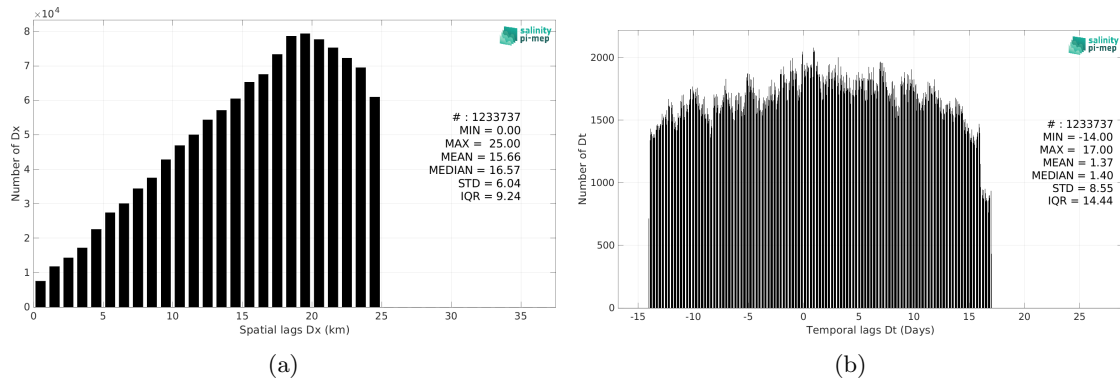 ×10⁴
8
7
6
5
4
3
2
1
0
Number of Dx
0 5 10 15 20 25 30 35
Spatial lags Dx (km)
salinity
pi-mep
# : 1233737
MIN = 0.00
MAX = 25.00
MEAN = 15.66
MEDIAN = 16.57
STD = 6.04
IQR = 9.24
(a)
2000
1500
1000
500
0
Number of Dt
-15 -10 -5 0 5 10 15 20 25
Temporal lags Dt (Days)
salinity
pi-mep
# : 1233737
MIN = -14.00
MAX = 17.00
MEAN = 1.37
MEDIAN = 1.40
STD = 8.55
IQR = 14.44
(b)